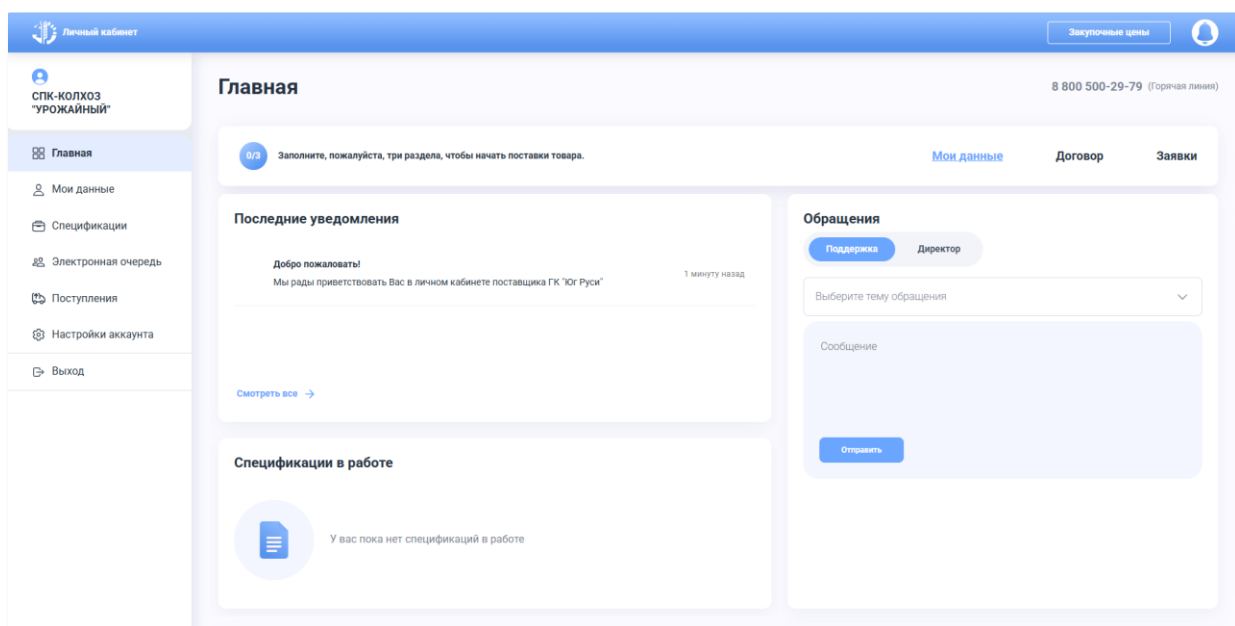 Личный кабинет
Закупочные цены
СПК-КОЛХОЗ
"УРОЖАЙНЫЙ"
Главная
Мои данные
Спецификации
Электронная очередь
Поступления
Настройки аккаунта
Выход
Главная
8 800 500-29-79 (Горячая линия)
0/3 Заполните, пожалуйста, три раздела, чтобы начать поставки товара. Мои данные Договор Заявки
Последние уведомления
Добро пожаловать!
Мы рады приветствовать Вас в личном кабинете поставщика ГК "Юг Руси"
1 минуту назад
Смотреть все
Спецификации в работе
У вас пока нет спецификаций в работе
Обращения
Поддержка Директор
Выберите тему обращения
Сообщение
Отправить